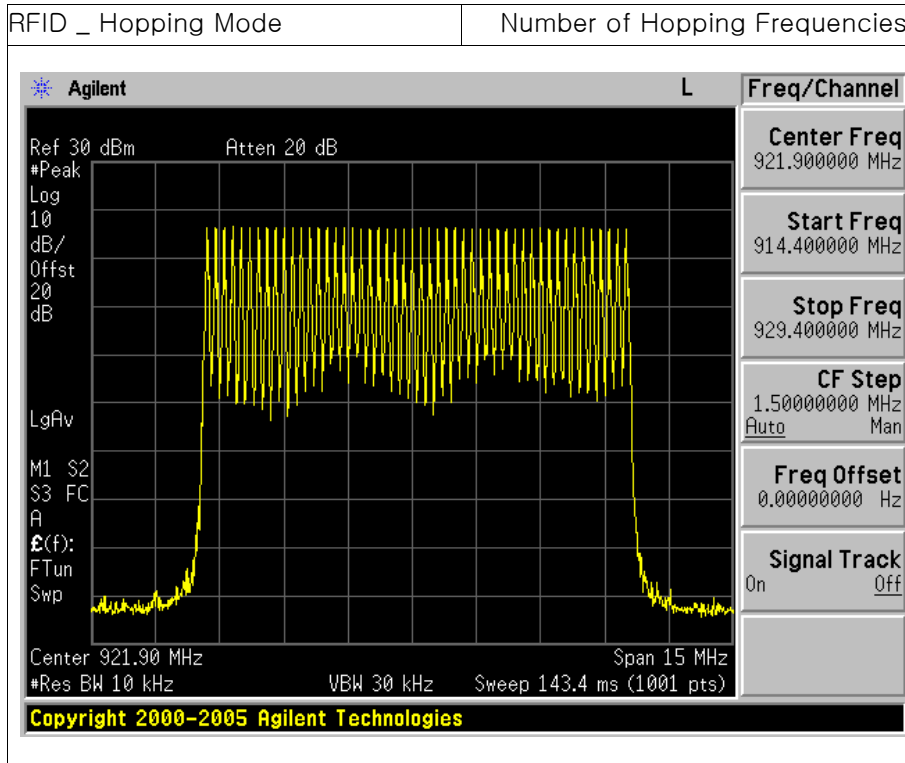 RFID _ Hopping Mode
Number of Hopping Frequencies
Agilent
L
Freq/Channel
Ref 30 dBm
Atten 20 dB
#Peak
Log
10
dB/
Offst
20
dB
LgAv
M1 S2
S3 FC
A
£(f):
FTun
Swp
Center 921.90 MHz
Span 15 MHz
#Res BW 10 kHz
VBW 30 kHz
Sweep 143.4 ms (1001 pts)
Copyright 2000-2005 Agilent Technologies
Center Freq
921.900000 MHz
Start Freq
914.400000 MHz
Stop Freq
929.400000 MHz
CF Step
1.50000000 MHz
Auto Man
Freq Offset
0.00000000 Hz
Signal Track
On Off